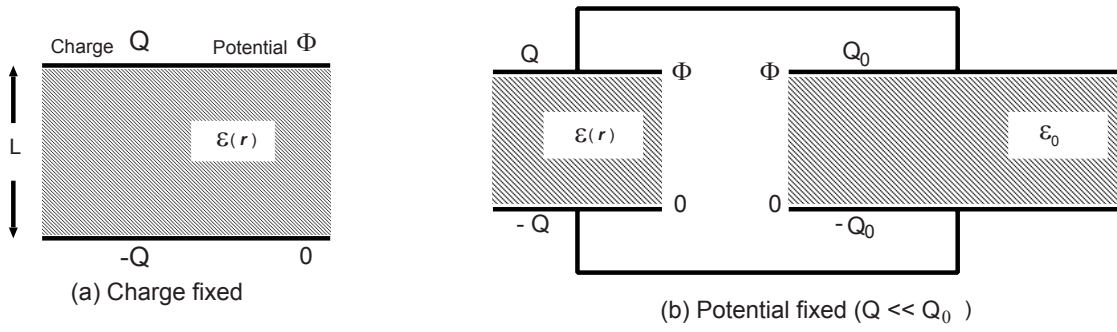 Charge Q Potential Φ
L
ε(r)
-Q 0
(a) Charge fixed
Q Φ Φ Q₀
ε(r) ε₀
- Q 0 0 - Q₀
(b) Potential fixed (Q << Q₀ )